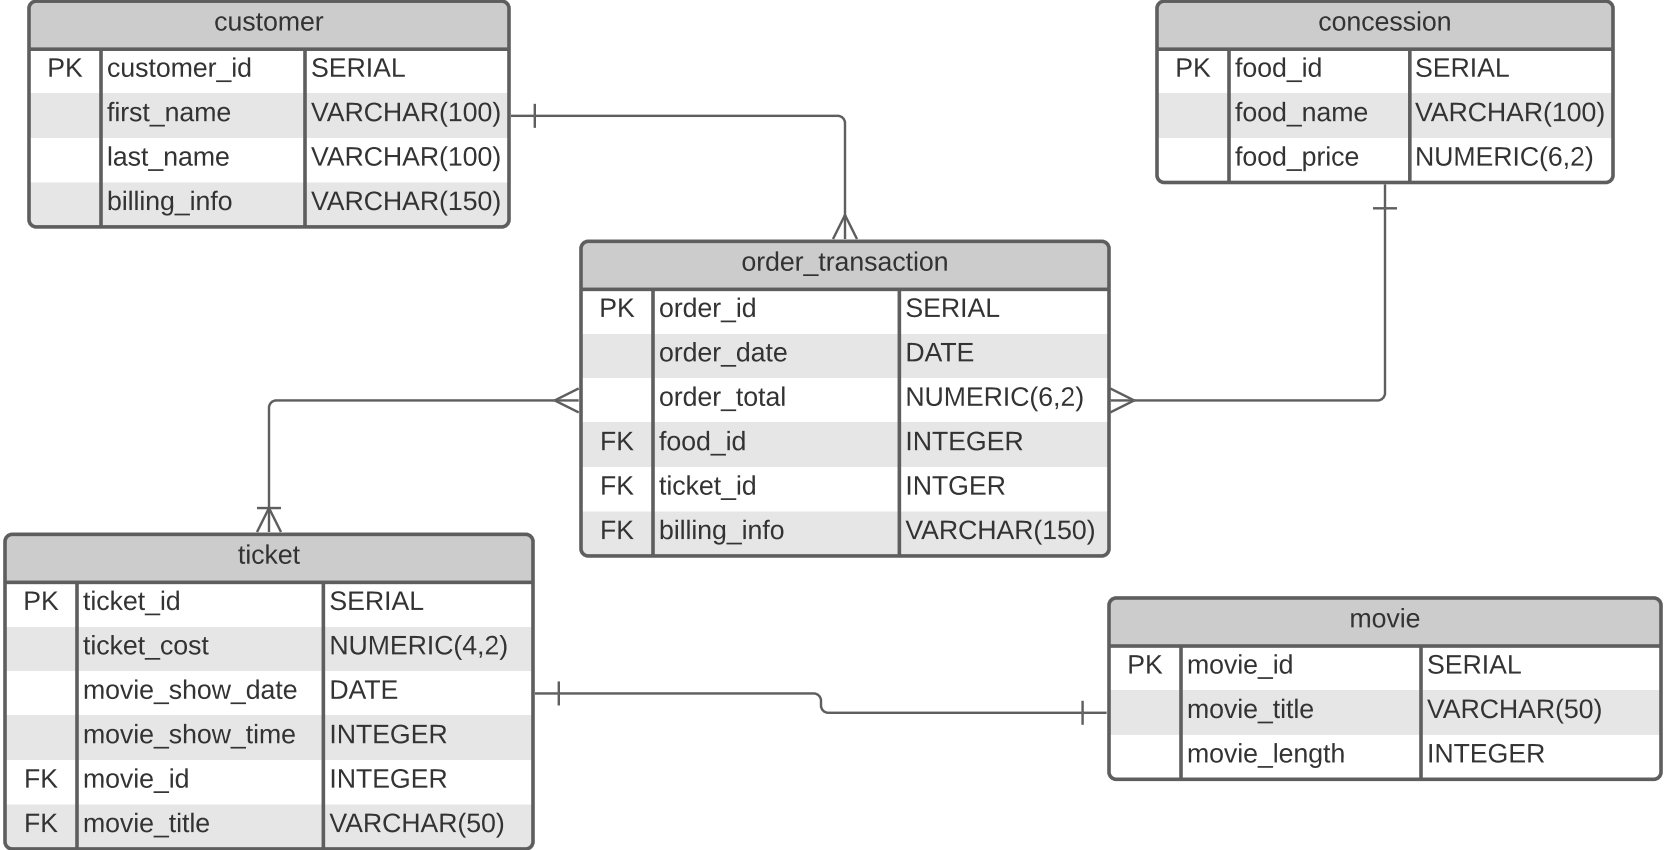 customer
PK customer_id SERIAL
first_name VARCHAR(100)
last_name VARCHAR(100)
billing_info VARCHAR(150)
concession
PK food_id SERIAL
food_name VARCHAR(100)
food_price NUMERIC(6,2)
order_transaction
PK order_id SERIAL
order_date DATE
order_total NUMERIC(6,2)
FK food_id INTEGER
FK ticket_id INTGER
FK billing_info VARCHAR(150)
ticket
PK ticket_id SERIAL
ticket_cost NUMERIC(4,2)
movie_show_date DATE
movie_show_time INTEGER
FK movie_id INTEGER
FK movie_title VARCHAR(50)
movie
PK movie_id SERIAL
movie_title VARCHAR(50)
movie_length INTEGER